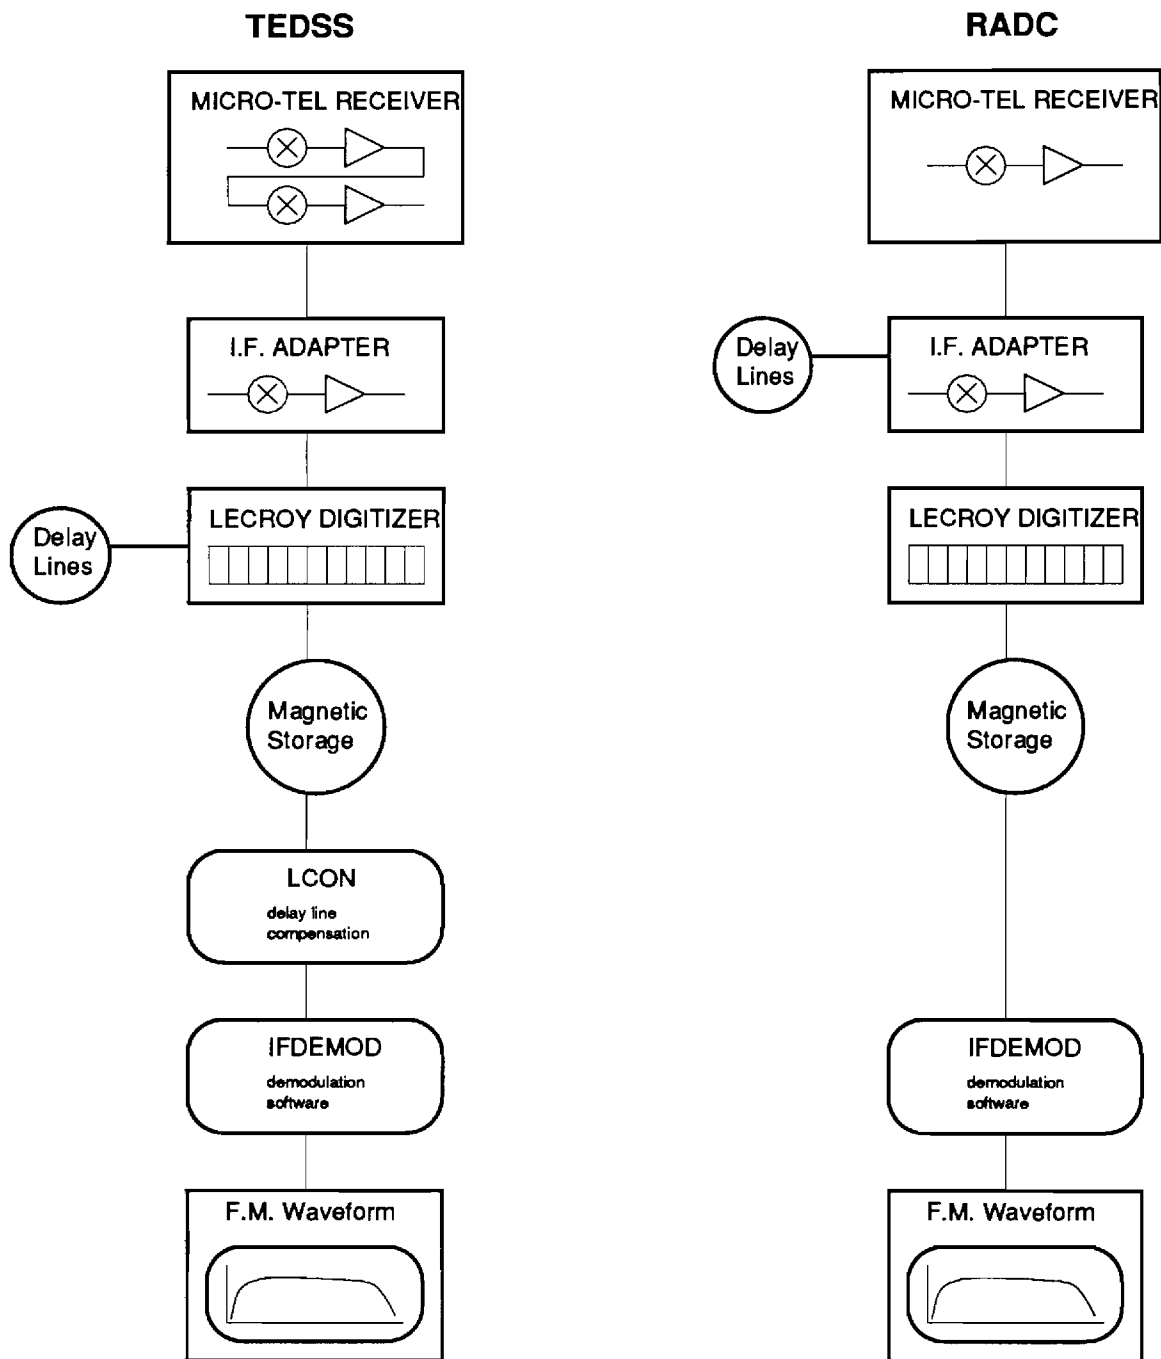 TEDSS
MICRO-TEL RECEIVER
I.F. ADAPTER
Delay
Lines
LECROY DIGITIZER
Magnetic
Storage
LCON
delay line
compensation
IFDEMOD
demodulation
software
F.M. Waveform
RADC
MICRO-TEL RECEIVER
Delay
Lines
I.F. ADAPTER
LECROY DIGITIZER
Magnetic
Storage
IFDEMOD
demodulation
software
F.M. Waveform